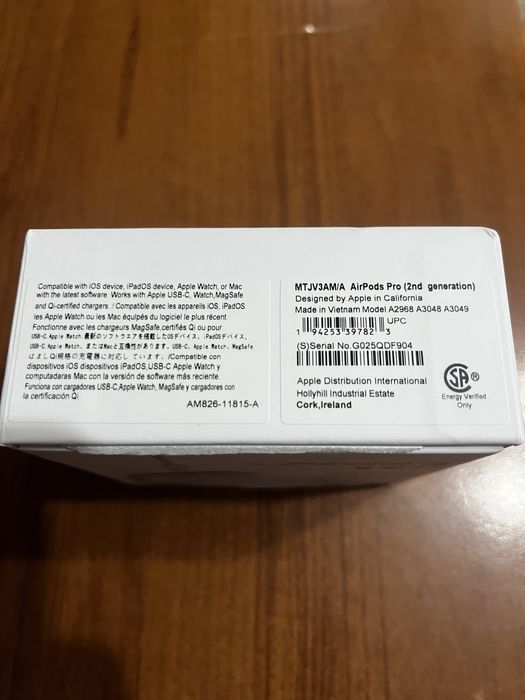 Compatible with iOS device, iPadOS device, Apple Watch, or Mac
with the latest software. Works with Apple USB-C, Watch,MagSafe
and Qi-certified chargers. / Compatible avec les appareils iOS, iPadOS
les Apple Watch ou les Mac équipés du logiciel le plus récent.
Fonctionne avec les chargeurs MagSafe,certifés Qi ou pour
USB-C、Apple Watch、最新のソフトウエアを搭載したOSデバイス、iPadOSデバイス、
USB-C、Apple Watch、またはMacと互換性があります。USB-C、Apple Watch、MagSafe
はましQi規格の充電器に対応しています。/Compatible con
dispositivos iOS dispositivos iPadOS,USB-C Apple Watch y
computadaras Mac con la versión de software más reciente.
Funciona con cargadores USB-C,Apple Watch, MagSafe y cargadores con
la certificación Qi
AM826-11815-A
MTJV3AM/A AirPods Pro (2nd generation)
Designed by Apple in California
Made in Vietnam Model A2968 A3048 A3049
UPC
1 94253 39782 3
(S)Serial No.G025QDF904
Apple Distribution International
Hollyhill Industrial Estate
Cork,Ireland
SA ®
Energy Verified
Only